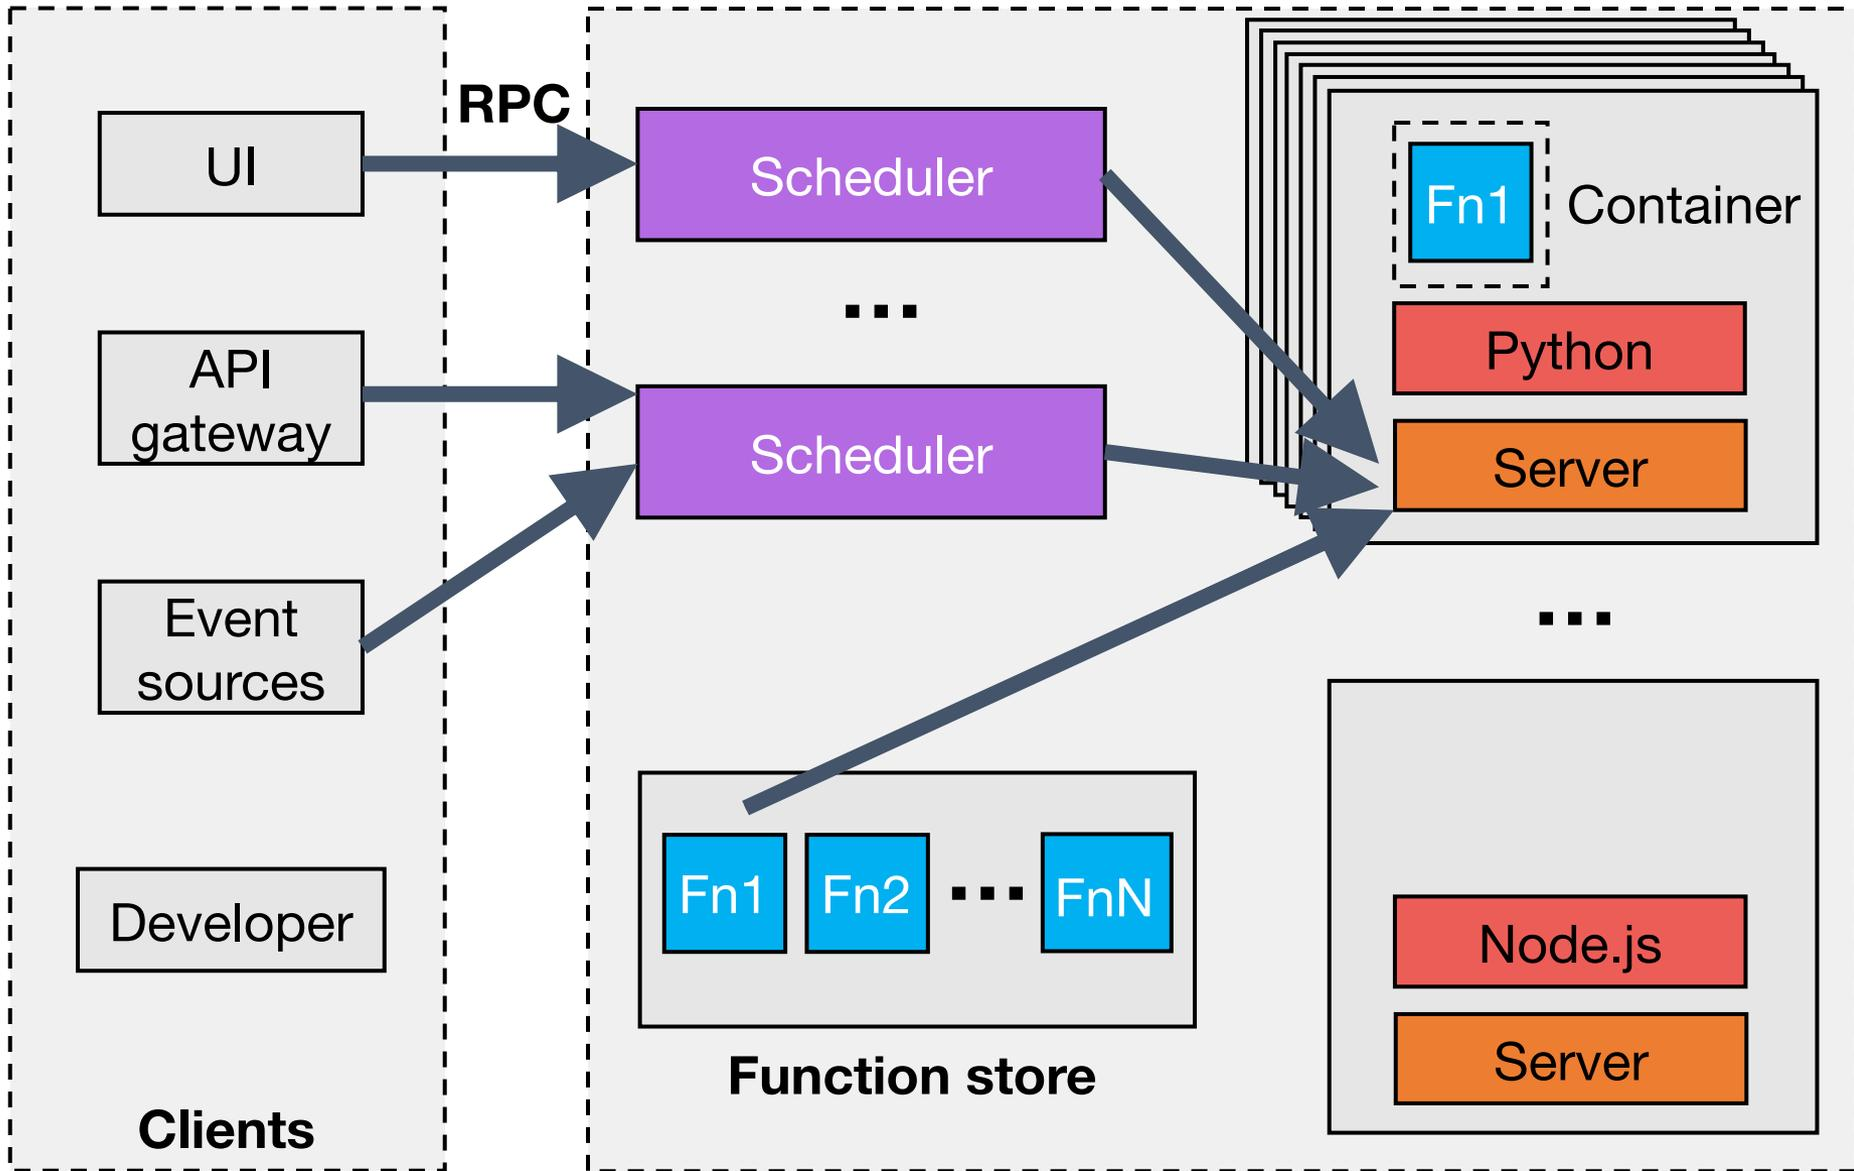 RPC
UI
API
gateway
Event
sources
Developer
Clients
Scheduler
...
Scheduler
Fn1
Fn2
...
FnN
Function store
Fn1
Container
Python
Server
...
Node.js
Server